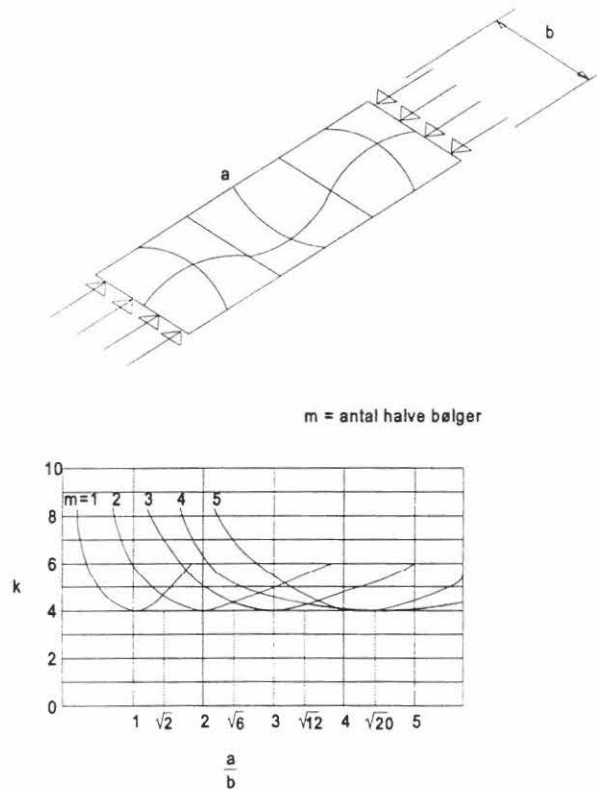 b
a
m = antal halve bølger
10
m=1 2 3 4 5
8
6
k
4
2
0
1 √2 2 √6 3 √12 4 √20 5
a
b